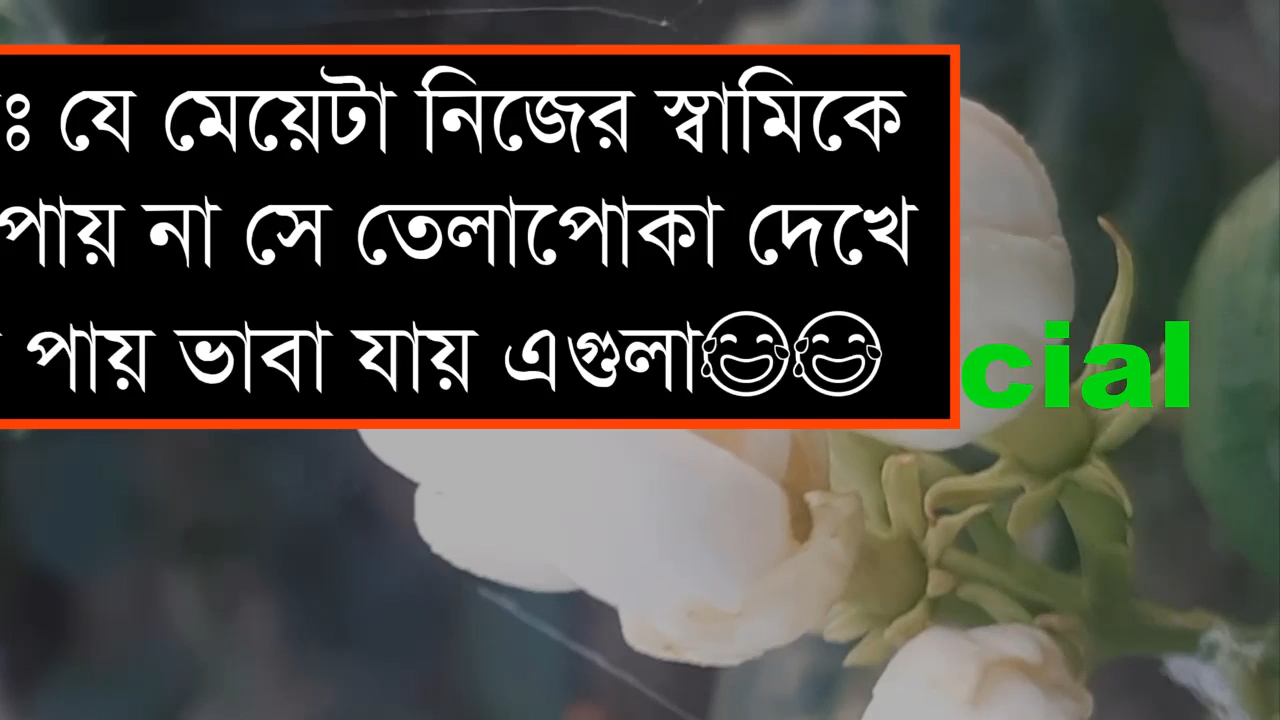 যে মেয়েটা নিজের স্বামিকে
পায় না সে তেলাপোকা দেখে
পায় ভাবা যায় এগুলা😂😂
cial